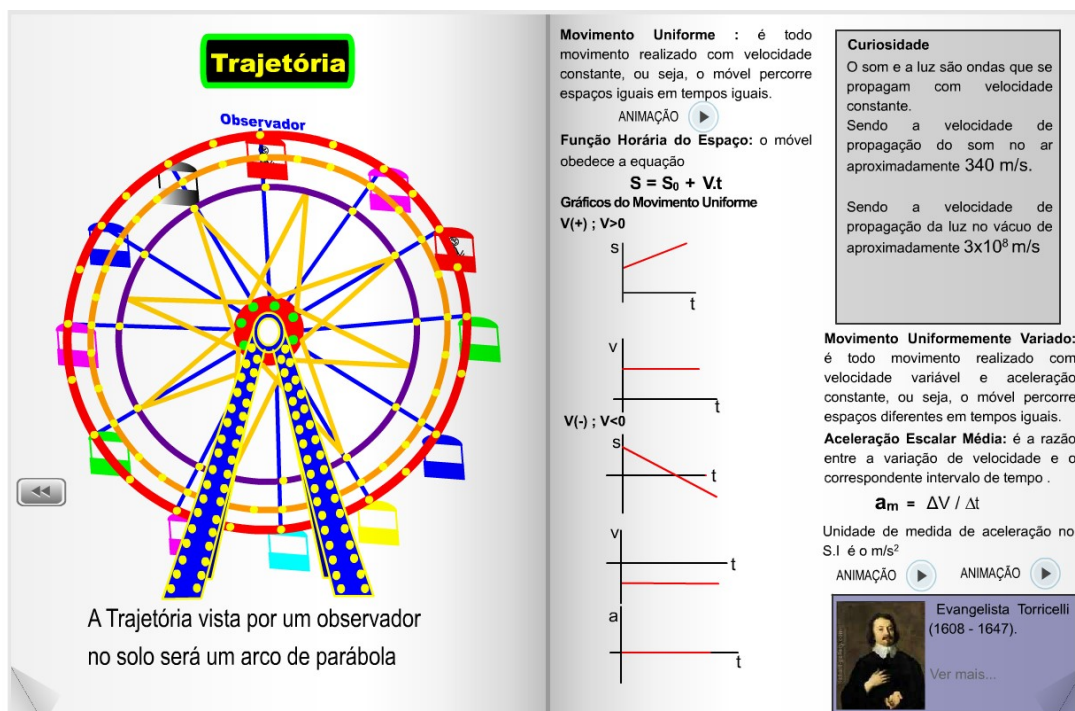 Trajetória
Observador
A Trajetória vista por um observador
no solo será um arco de parábola
Movimento Uniforme : é todo
movimento realizado com velocidade
constante, ou seja, o móvel percorre
espaços iguais em tempos iguais.
ANIMAÇÃO
Função Horária do Espaço: o móvel
obedece a equação
S = S₀ + V.t
Gráficos do Movimento Uniforme
V(+) ; V>0
s
t
v
t
V(-) ; V<0
s
t
v
t
a
t
Curiosidade
O som e a luz são ondas que se
propagam com velocidade
constante.
Sendo a velocidade de
propagação do som no ar
aproximadamente 340 m/s.
Sendo a velocidade de
propagação da luz no vácuo de
aproximadamente 3x10⁸ m/s
Movimento Uniformemente Variado:
é todo movimento realizado com
velocidade variável e aceleração
constante, ou seja, o móvel percorre
espaços diferentes em tempos iguais.
Aceleração Escalar Média: é a razão
entre a variação de velocidade e o
correspondente intervalo de tempo .
aₘ = ΔV / Δt
Unidade de medida de aceleração no
S.I é o m/s²
ANIMAÇÃO ANIMAÇÃO
Evangelista Torricelli
(1608 - 1647).
Ver mais...